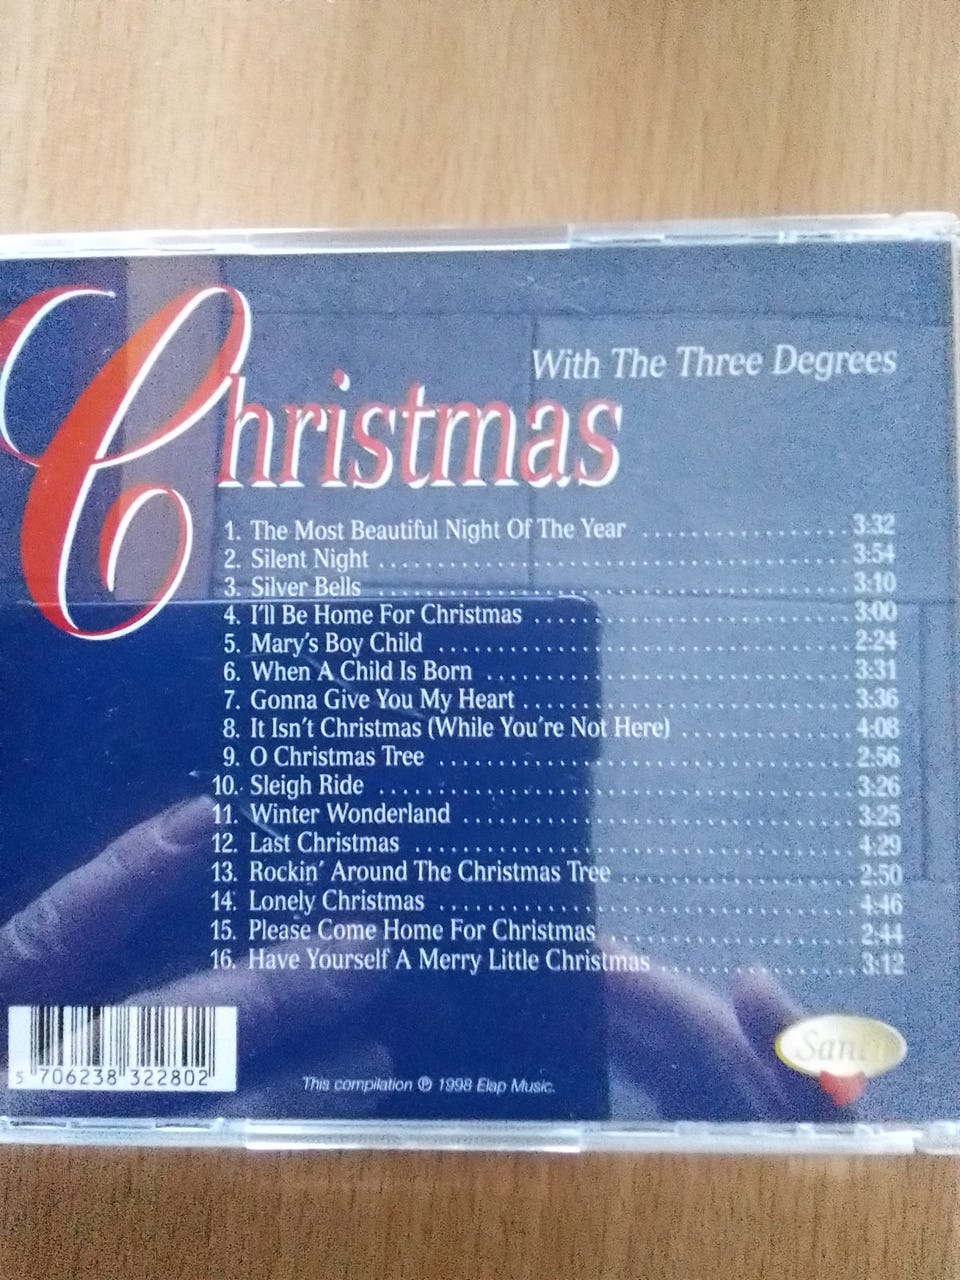 With The Three Degrees
Christmas
1. The Most Beautiful Night Of The Year ................ 3:32
2. Silent Night ................ 3:54
3. Silver Bells ................ 3:10
4. I'll Be Home For Christmas ................ 3:00
5. Mary's Boy Child ................ 2:24
6. When A Child Is Born ................ 3:31
7. Gonna Give You My Heart ................ 3:36
8. It Isn't Christmas (While You're Not Here) ................ 4:08
9. O Christmas Tree ................ 2:56
10. Sleigh Ride ................ 3:26
11. Winter Wonderland ................ 3:25
12. Last Christmas ................ 4:29
13. Rockin' Around The Christmas Tree ................ 2:50
14. Lonely Christmas ................ 4:46
15. Please Come Home For Christmas ................ 2:44
16. Have Yourself A Merry Little Christmas ................ 3:12
5 706238 322802
This compilation ℗ 1998 Elap Music.